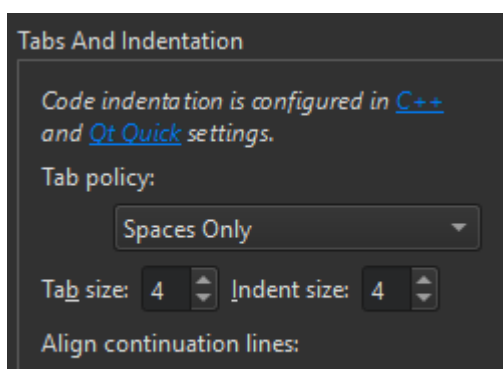 Tabs And Indentation
Code indentation is configured in C++
and Qt Quick settings.
Tab policy:
Spaces Only
Tab size: 4 Indent size: 4
Align continuation lines: